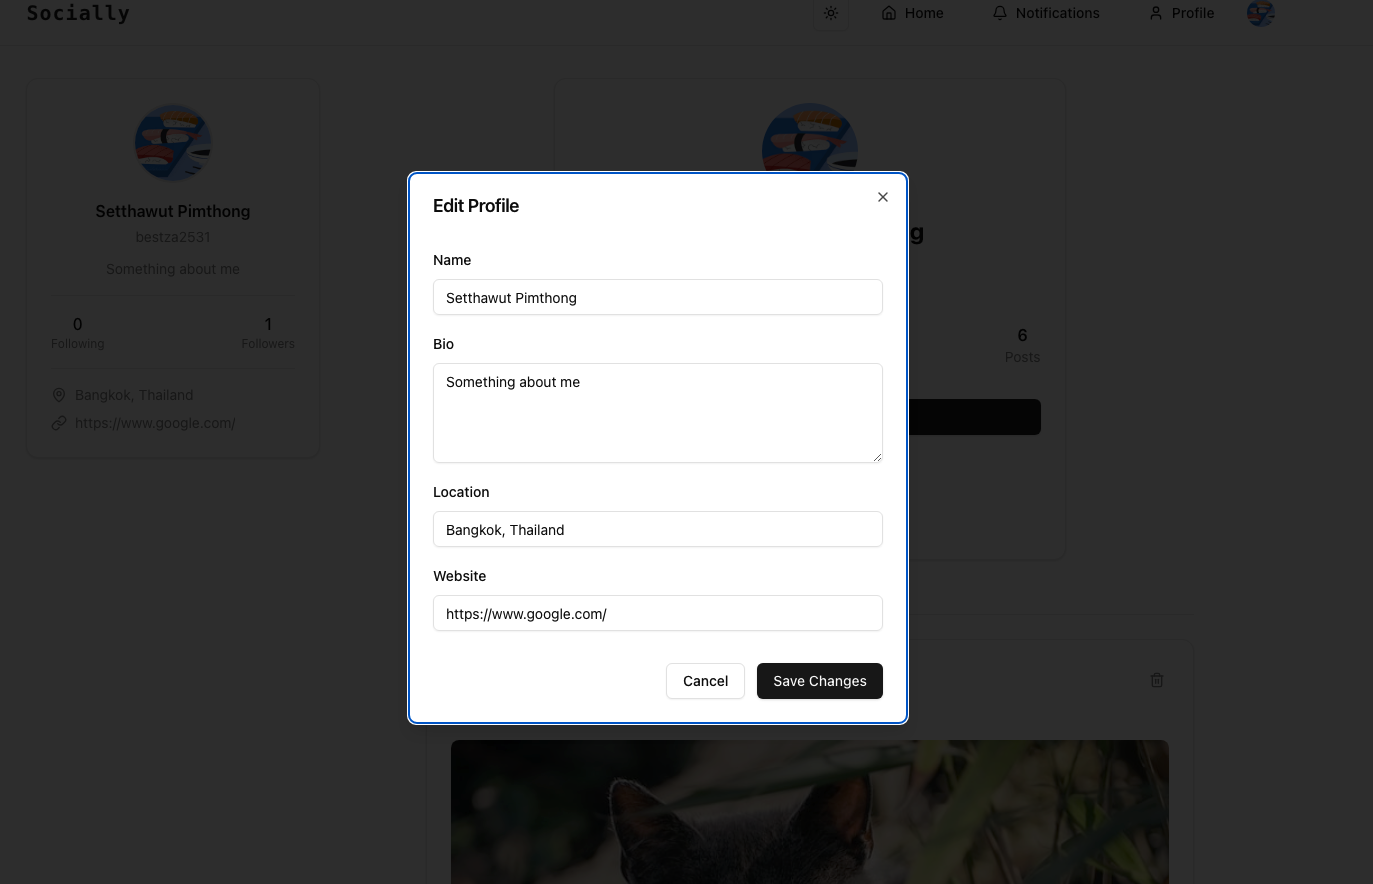 Socially
Home
Notifications
Profile
Setthawut Pimthong
bestza2531
Something about me
0
Following
1
Followers
Bangkok, Thailand
https://www.google.com/
g
6
Posts
Edit Profile
Name
Setthawut Pimthong
Bio
Something about me
Location
Bangkok, Thailand
Website
https://www.google.com/
Cancel
Save Changes